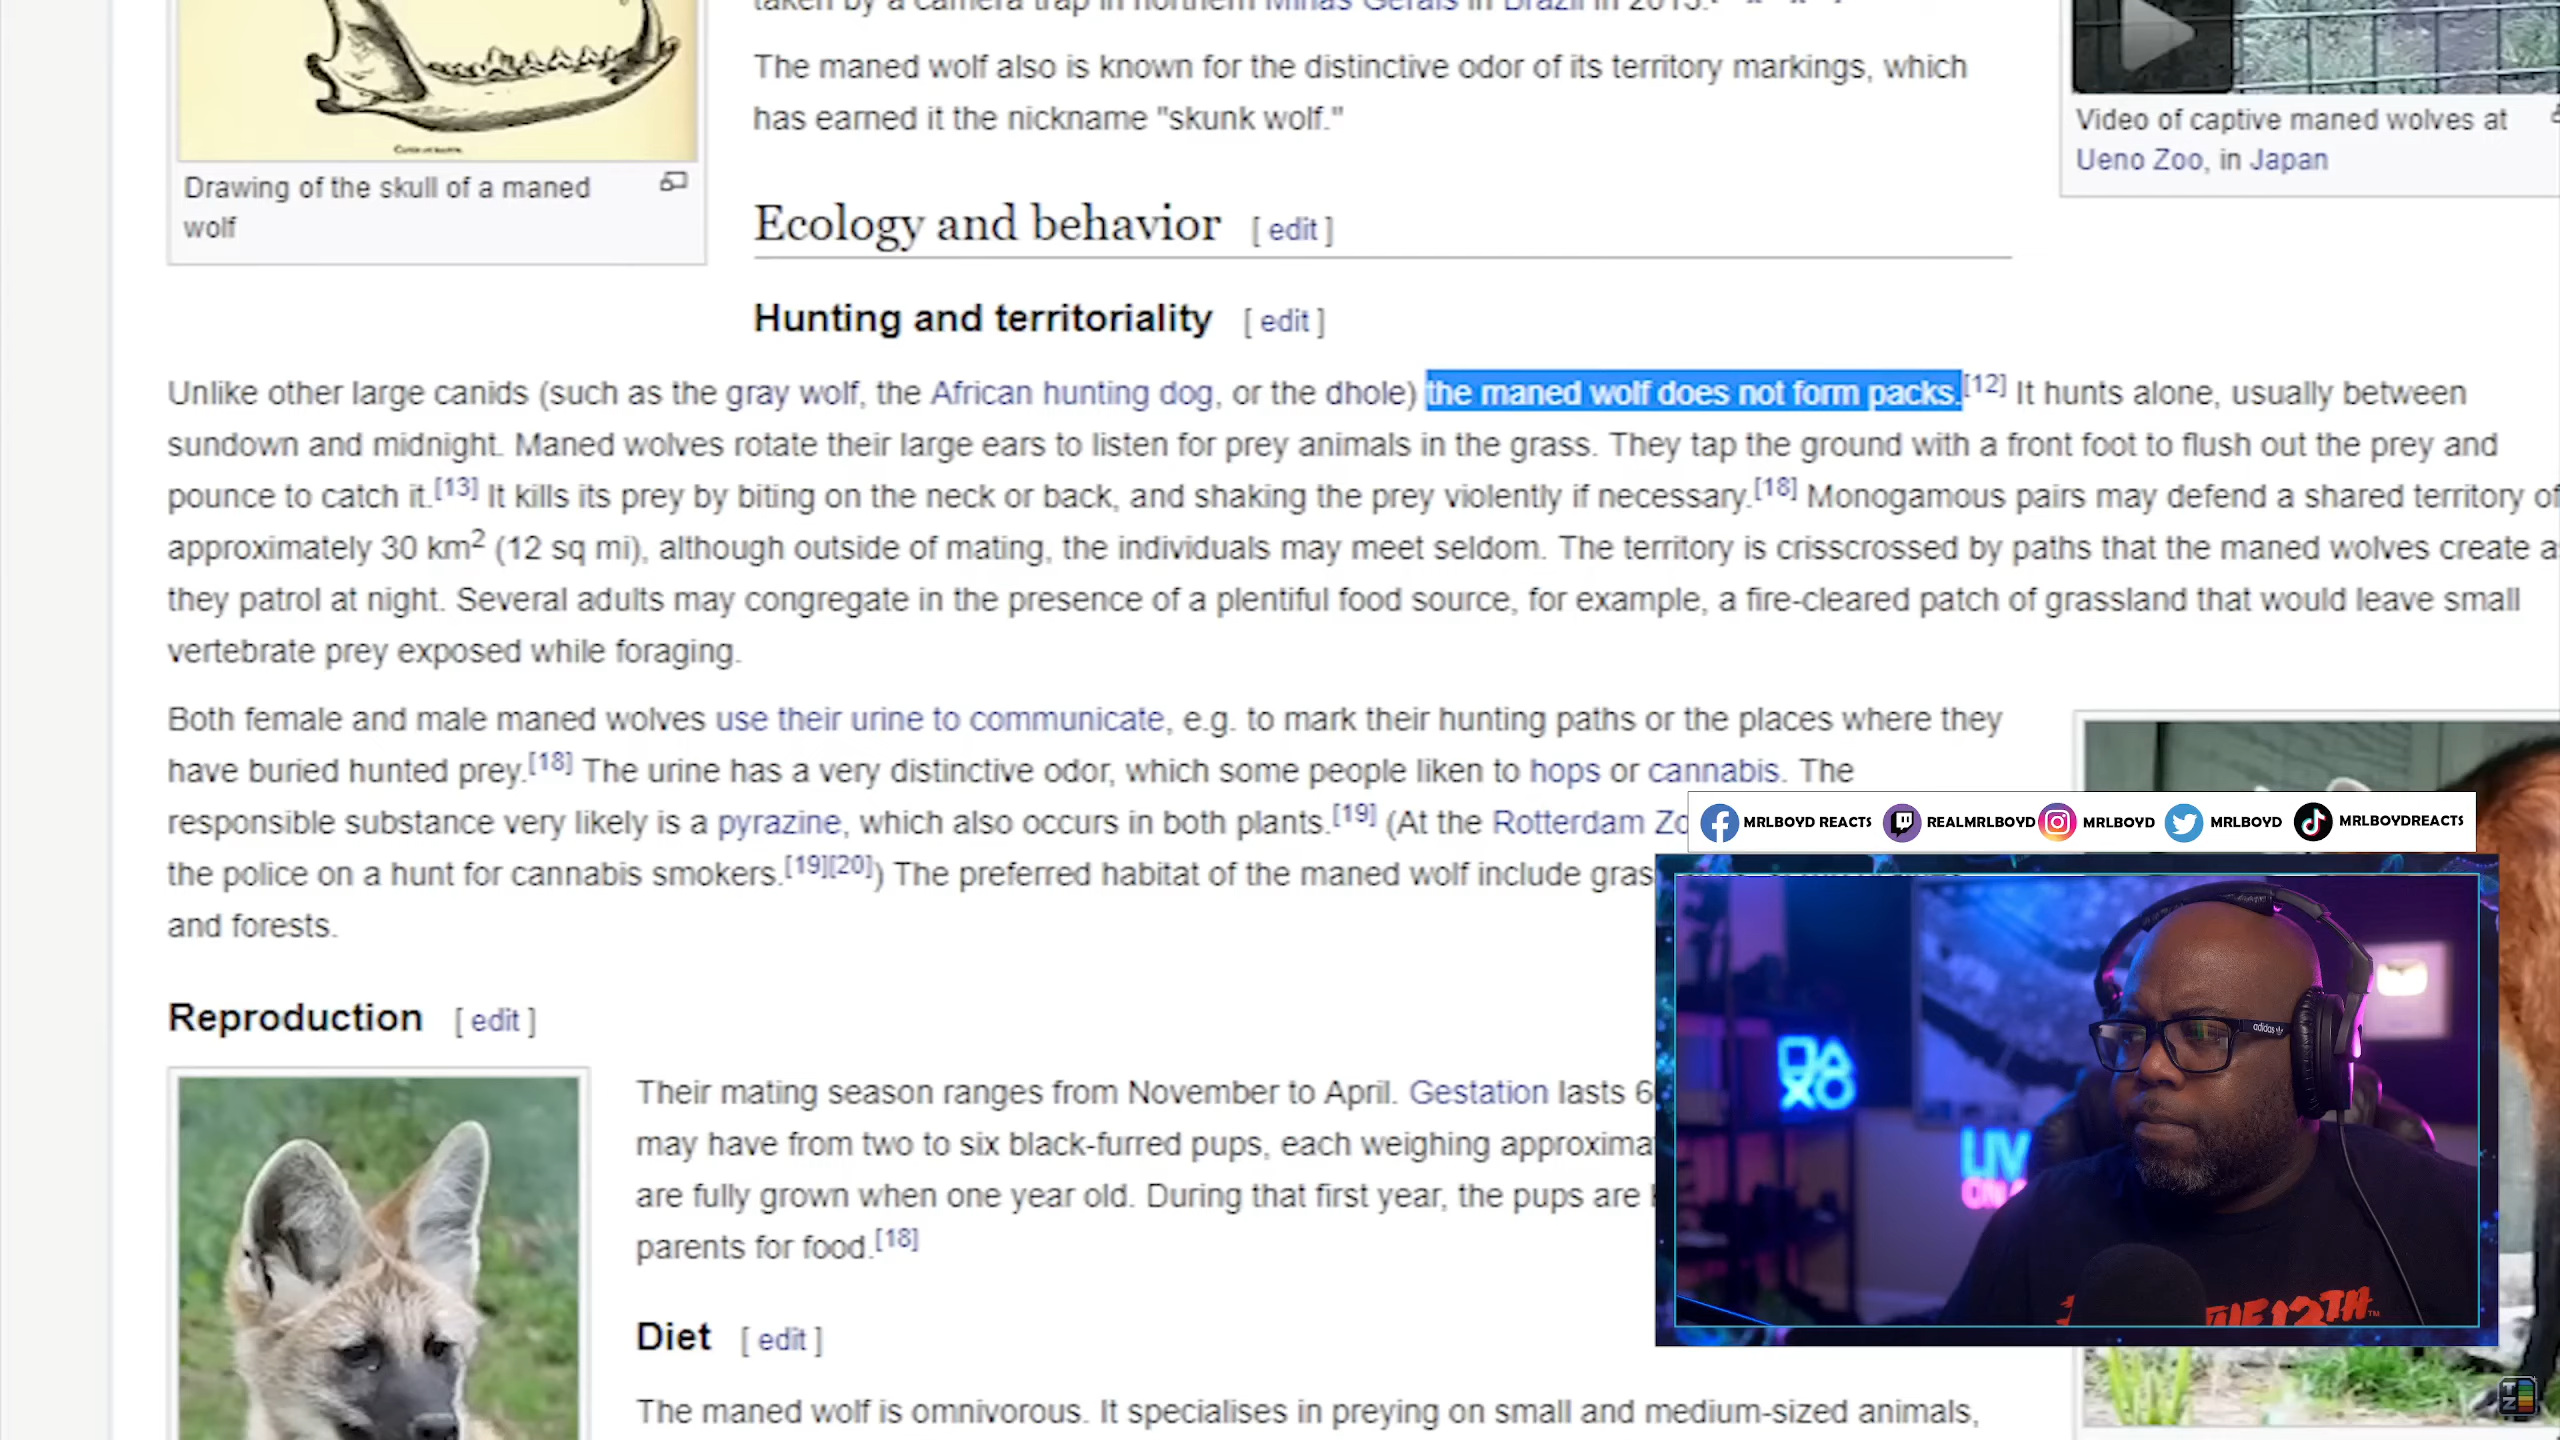 The maned wolf also is known for the distinctive odor of its territory markings, which
has earned it the nickname "skunk wolf."
Drawing of the skull of a maned
wolf
Video of captive maned wolves at
Ueno Zoo, in Japan
Ecology and behavior [ edit ]
Hunting and territoriality [ edit ]
Unlike other large canids (such as the gray wolf, the African hunting dog, or the dhole) the maned wolf does not form packs.[12] It hunts alone, usually between
sundown and midnight. Maned wolves rotate their large ears to listen for prey animals in the grass. They tap the ground with a front foot to flush out the prey and
pounce to catch it.[13] It kills its prey by biting on the neck or back, and shaking the prey violently if necessary.[18] Monogamous pairs may defend a shared territory of
approximately 30 km2 (12 sq mi), although outside of mating, the individuals may meet seldom. The territory is crisscrossed by paths that the maned wolves create as
they patrol at night. Several adults may congregate in the presence of a plentiful food source, for example, a fire-cleared patch of grassland that would leave small
vertebrate prey exposed while foraging.
Both female and male maned wolves use their urine to communicate, e.g. to mark their hunting paths or the places where they
have buried hunted prey.[18] The urine has a very distinctive odor, which some people liken to hops or cannabis. The
responsible substance very likely is a pyrazine, which also occurs in both plants.[19] (At the Rotterdam
the police on a hunt for cannabis smokers.[19][20]) The preferred habitat of the maned wolf include
and forests.
MRLBOYD REACTS REALMRLBOYD MRLBOYD MRLBOYD MRLBOYDREACTS
Reproduction [ edit ]
Their mating season ranges from November to April. Gestation lasts 6
may have from two to six black-furred pups, each weighing
are fully grown when one year old. During that first year, the pups are
parents for food.[18]
Diet [ edit ]
The maned wolf is omnivorous. It specialises in preying on small and medium-sized animals,
adidas
LIV
ON
12TH
TZ